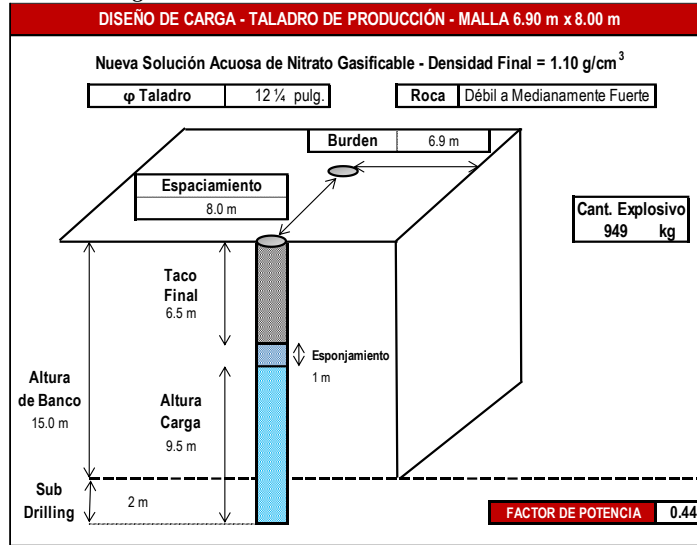 DISEÑO DE CARGA - TALADRO DE PRODUCCIÓN - MALLA 6.90 m x 8.00 m
Nueva Solución Acuosa de Nitrato Gasificable - Densidad Final = 1.10 g/cm³
φ Taladro 12 ¼ pulg. Roca Débil a Medianamente Fuerte
Burden 6.9 m
Espaciamiento
8.0 m
Cant. Explosivo
949 kg
Taco
Final
6.5 m
Esponjamiento
1 m
Altura
de Banco
15.0 m
Altura
Carga
9.5 m
Sub
Drilling
2 m
FACTOR DE POTENCIA 0.44